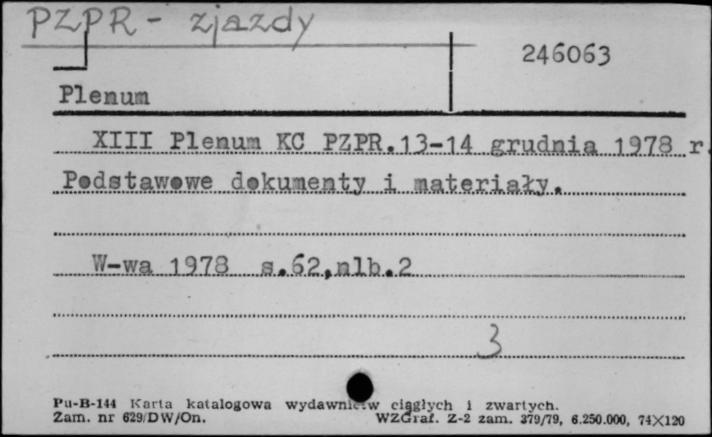 PZPR - zjazdy
246063
Plenum
XIII Plenum KC PZPR. 13-14 grudnia 1978 r.
Podstawowe dokumenty i materiały.
W-wa 1978 s.62,nlb.2
3
Pu-B-144 Karta katalogowa wydawnictw ciągłych i zwartych.
Zam. nr 629/DW/On. WZGraf. Z-2 zam. 379/79, 6.250.000, 74X120